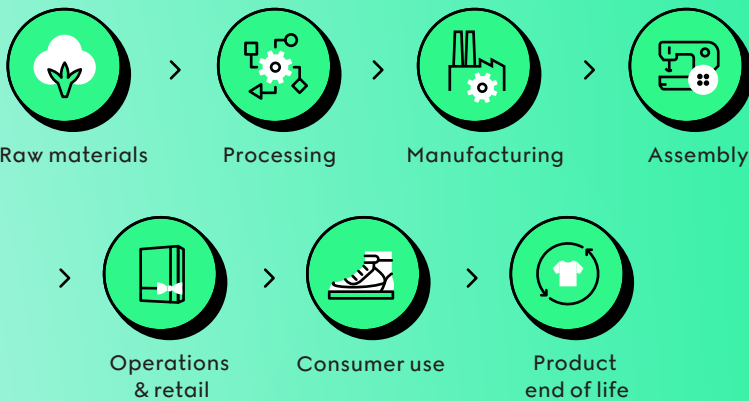 Raw materials
Processing
Manufacturing
Assembly
Operations
& retail
Consumer use
Product
end of life